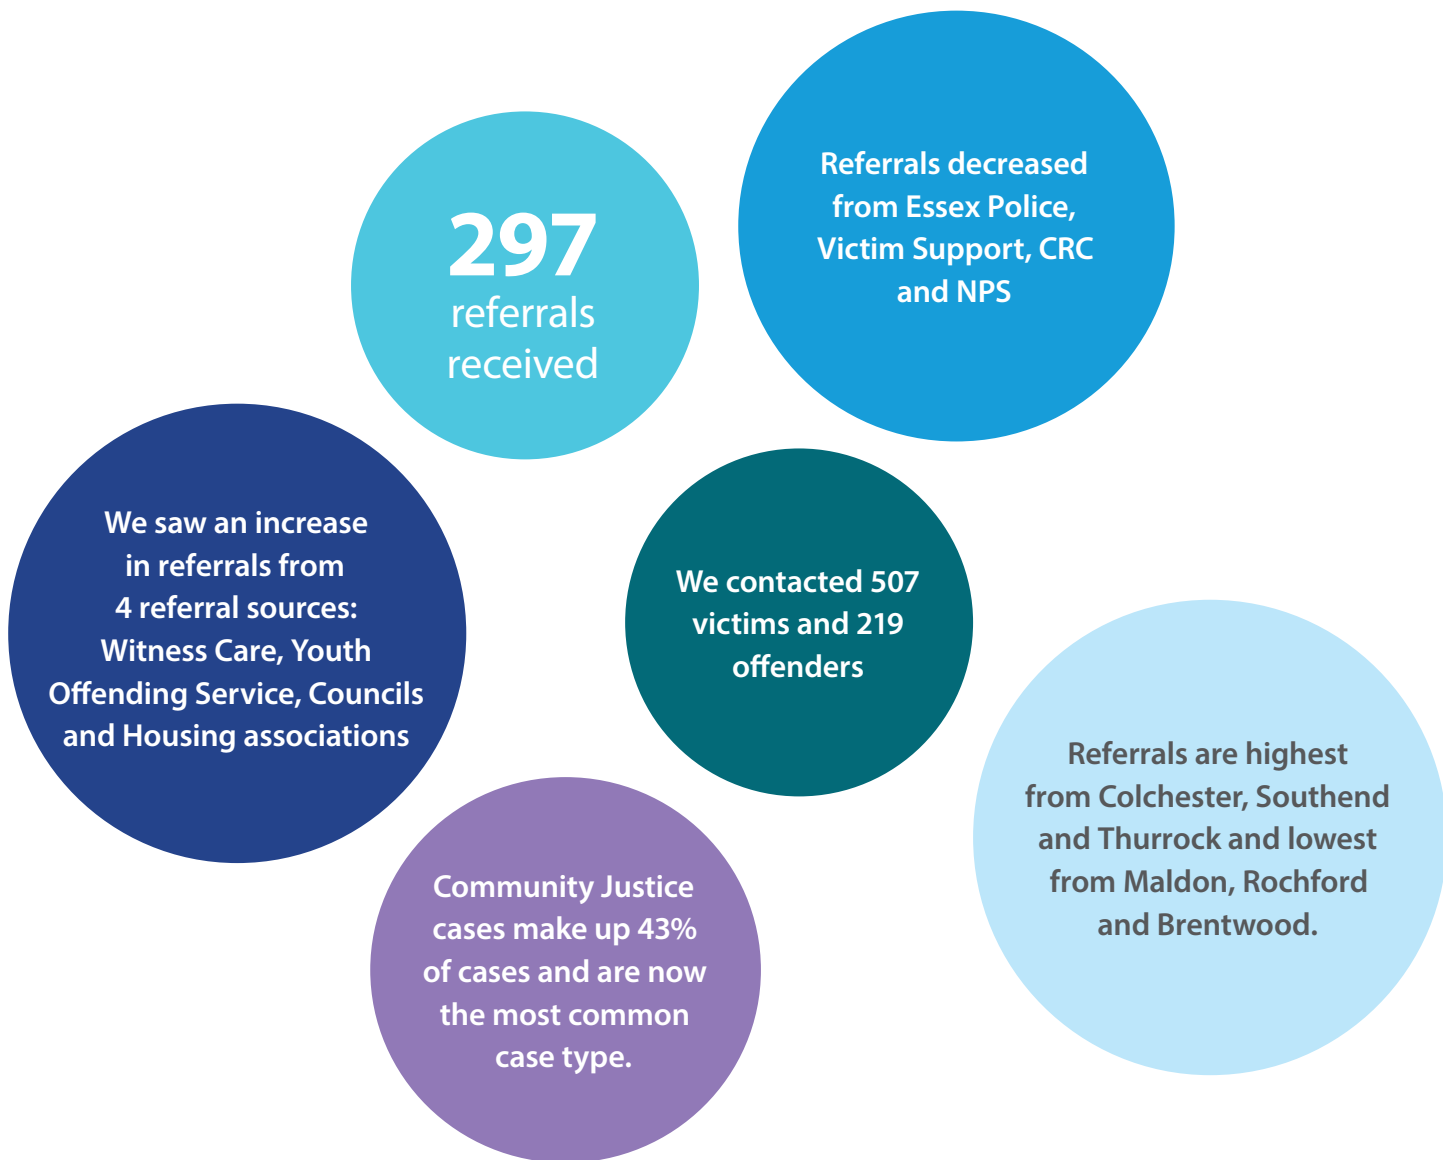 297
referrals
received
Referrals decreased
from Essex Police,
Victim Support, CRC
and NPS
We saw an increase
in referrals from
4 referral sources:
Witness Care, Youth
Offending Service, Councils
and Housing associations
We contacted 507
victims and 219
offenders
Referrals are highest
from Colchester, Southend
and Thurrock and lowest
from Maldon, Rochford
and Brentwood.
Community Justice
cases make up 43%
of cases and are now
the most common
case type.